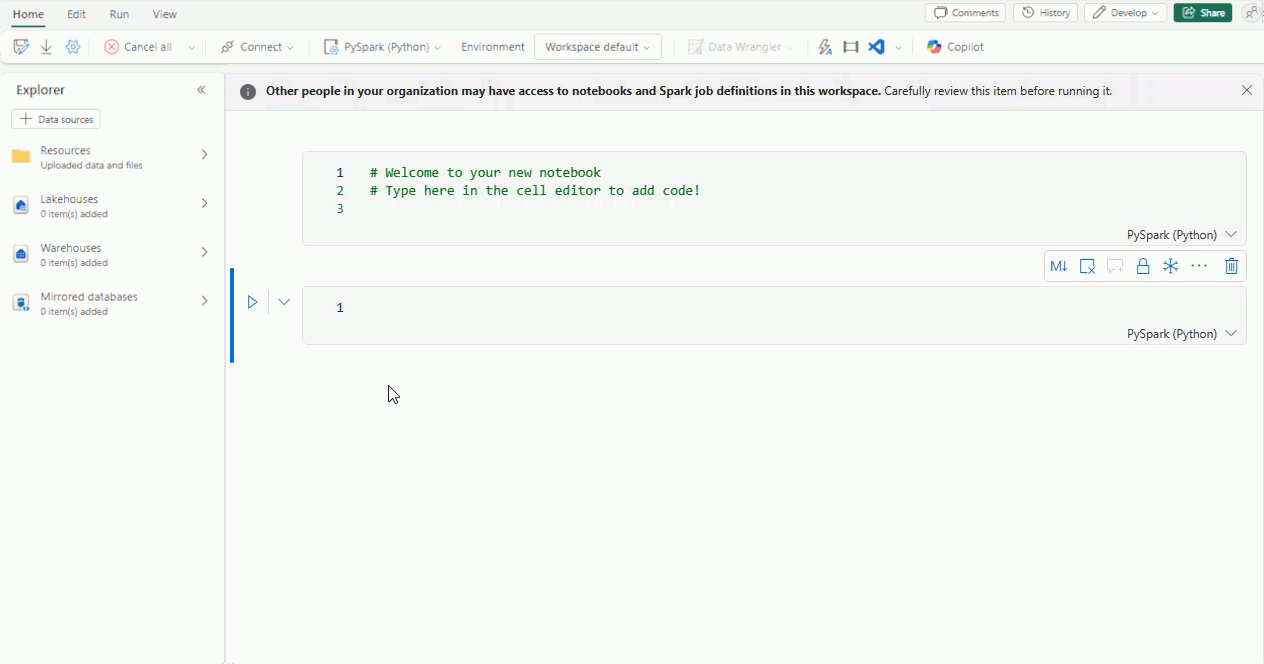 Home Edit Run View Comments History Develop Share
Cancel all Connect PySpark (Python) Environment Workspace default Data Wrangler Copilot
Explorer
Other people in your organization may have access to notebooks and Spark job definitions in this workspace. Carefully review this item before running it.
+ Data sources
Resources
Uploaded data and files
Lakehouses
0 item(s) added
Warehouses
0 item(s) added
Mirrored databases
0 item(s) added
1 # Welcome to your new notebook
2 # Type here in the cell editor to add code!
3
PySpark (Python)
M↓
1
PySpark (Python)